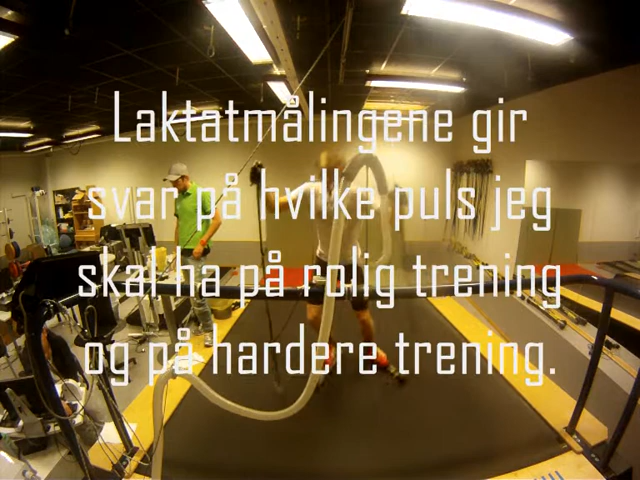 Laktatmålingene gir
svar på hvilke puls jeg
skal ha på rolig trening
og på hardere trening.